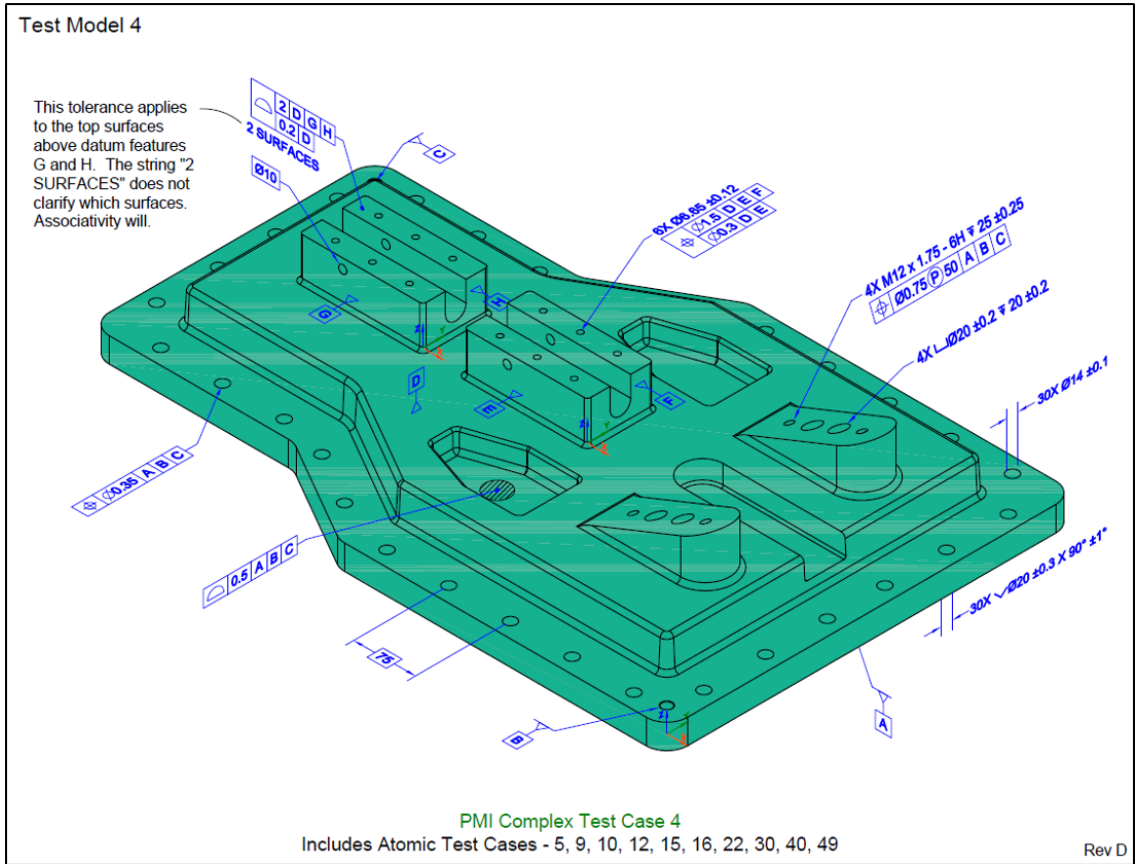 Test Model 4
This tolerance applies
to the top surfaces
above datum features
G and H. The string "2
SURFACES" does not
clarify which surfaces.
Associativity will.
⌓ 2 D G H
0.2 D
2 SURFACES
Ø10
C
6X Ø6.65 ±0.12
⌖ Ø1.5 D E F
Ø0.3 D E
4X M12 x 1.75 - 6H ↧ 25 ±0.25
⌖ Ø0.75 Ⓟ 50 A B C
4X ⌴Ø20 ±0.2 ↧ 20 ±0.2
30X Ø14 ±0.1
G
H
D
E
F
Z
Y
X
Z
Y
X
⌖ Ø0.35 A B C
⌓ 0.5 A B C
30X ⌵Ø20 ±0.3 X 90° ±1°
75
B
Z
Y
X
A
PMI Complex Test Case 4
Includes Atomic Test Cases - 5, 9, 10, 12, 15, 16, 22, 30, 40, 49
Rev D